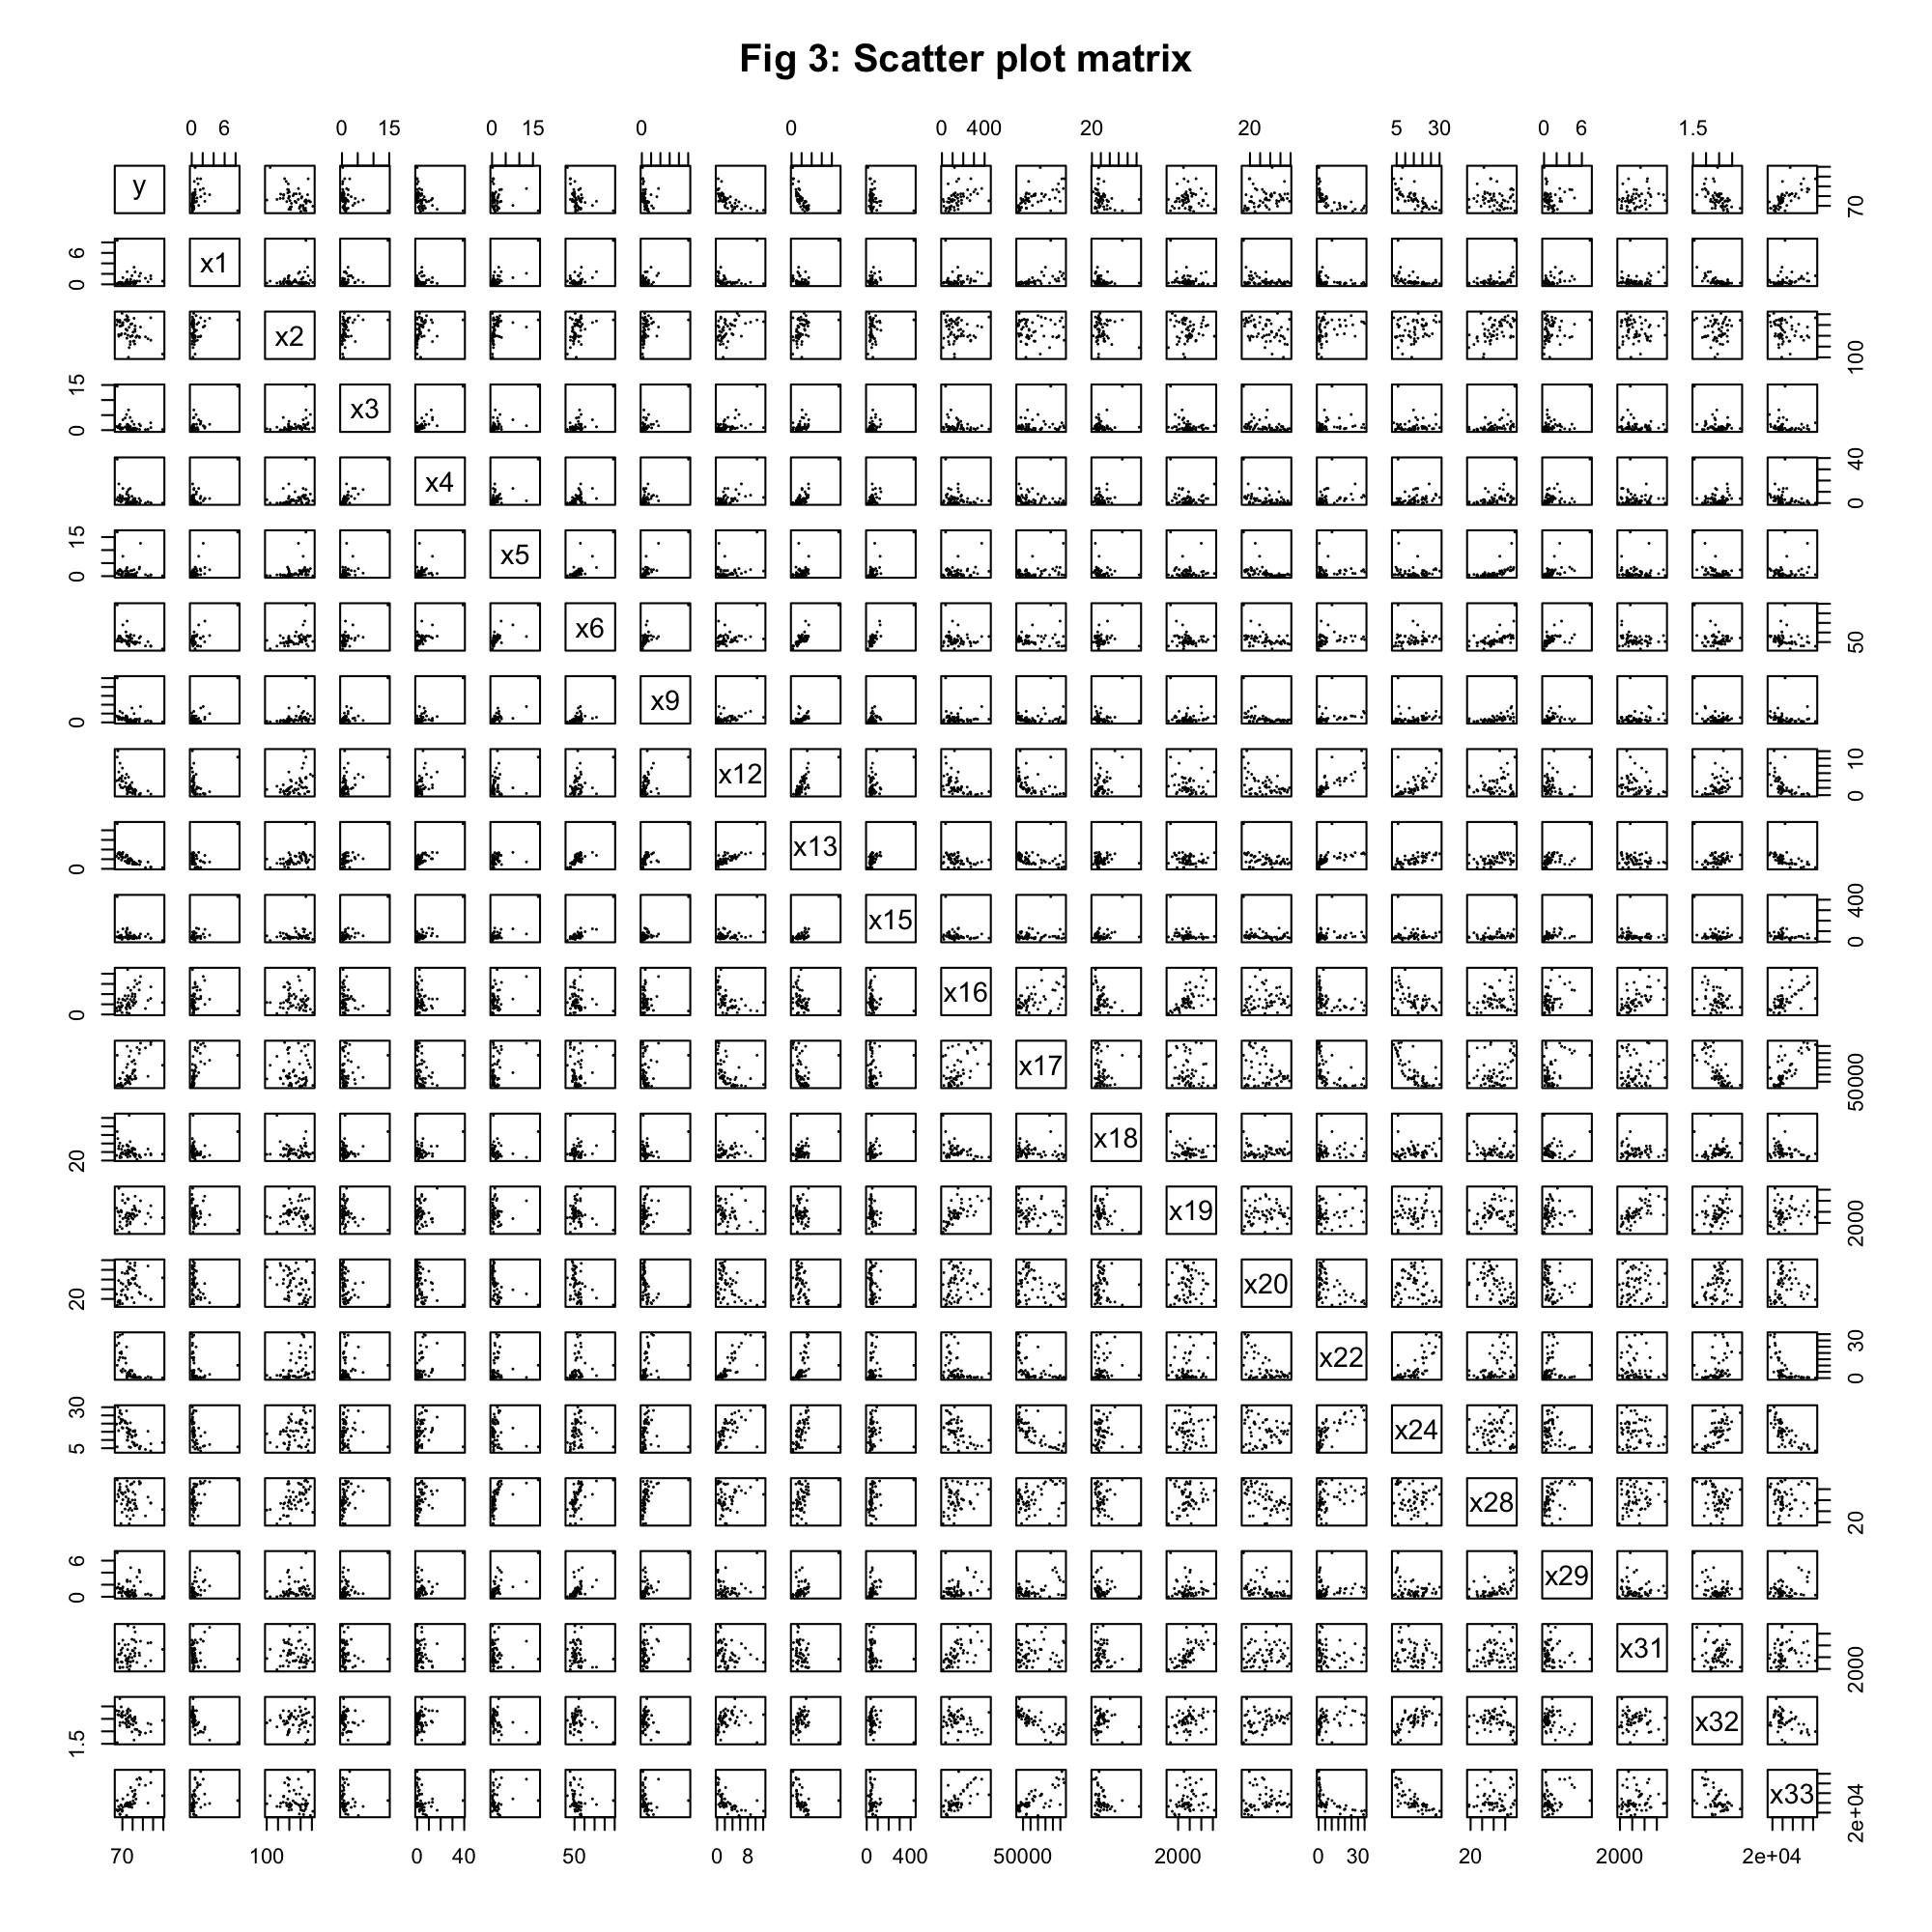 Fig 3: Scatter plot matrix
0 6 0 15 0 15 0 0 0 400 20 20 5 30 0 6 1.5
y 70
6 0 x1
x2 100
15 0 x3
x4 40 0
15 0 x5
x6 50
0 x9
x12 10 0
0 x13
x15 400 0
0 x16
x17 50000
20 x18
x19 2000
20 x20
x22 30 0
30 5 x24
x28 20
6 0 x29
x31 2000
1.5 x32
x33 2e+04
70 100 0 40 50 0 8 0 400 50000 2000 0 30 20 2000 2e+04